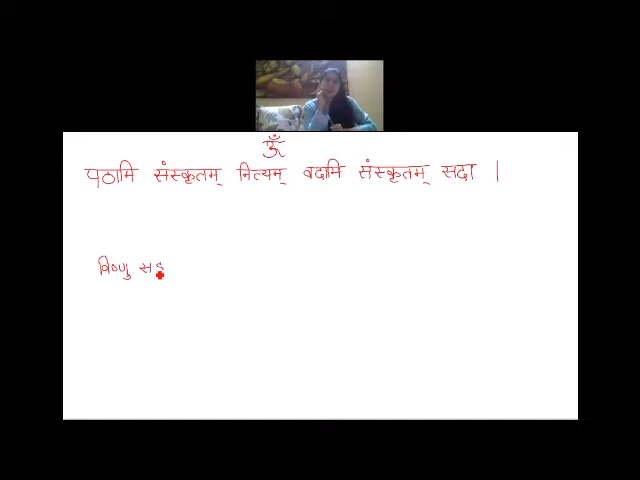 ॐ
पठामि संस्कृतम् नित्यम् वदामि संस्कृतम् सदा ।
विष्णु